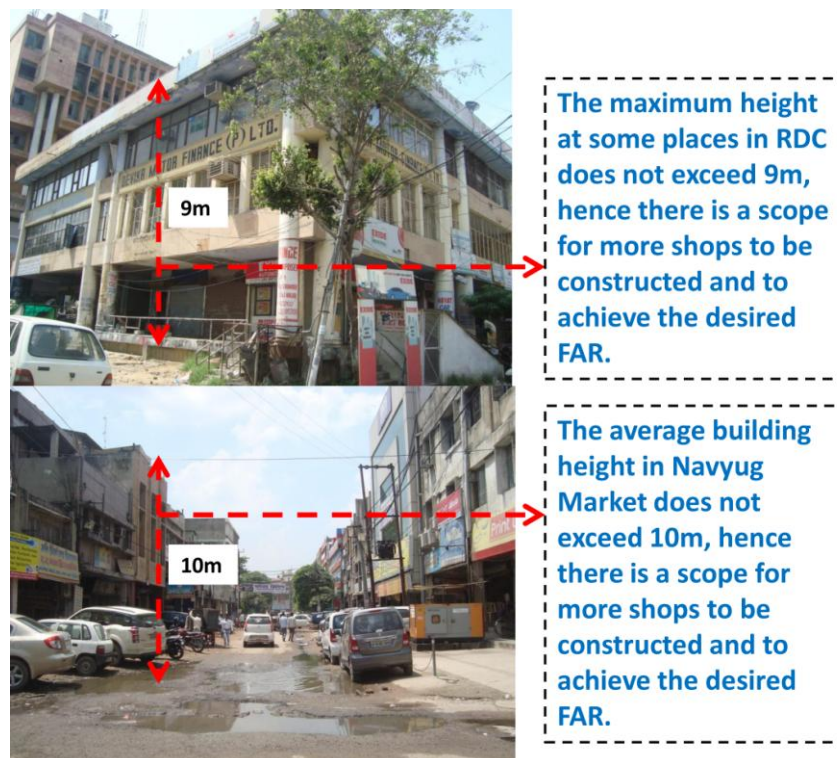 DEWAN MOTOR FINANCE (P) LTD.
9m
The maximum height
at some places in RDC
does not exceed 9m,
hence there is a scope
for more shops to be
constructed and to
achieve the desired
FAR.
10m
The average building
height in Navyug
Market does not
exceed 10m, hence
there is a scope for
more shops to be
constructed and to
achieve the desired
FAR.